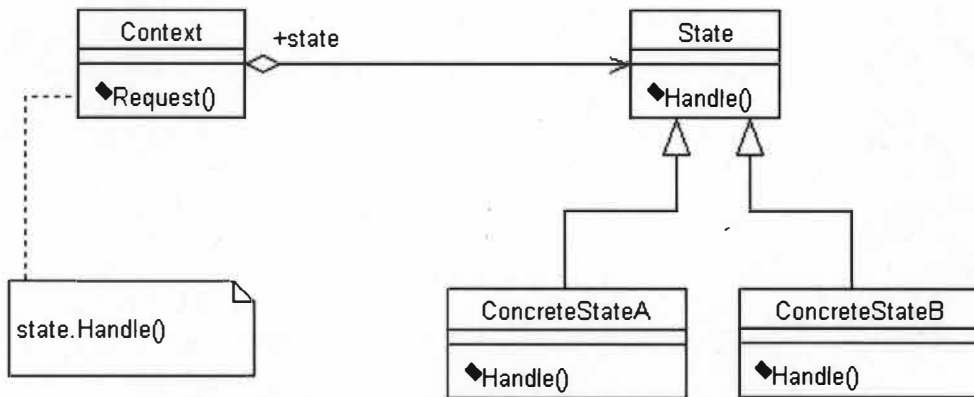 Context
+state
State
Request()
Handle()
state.Handle()
ConcreteStateA
ConcreteStateB
Handle()
Handle()